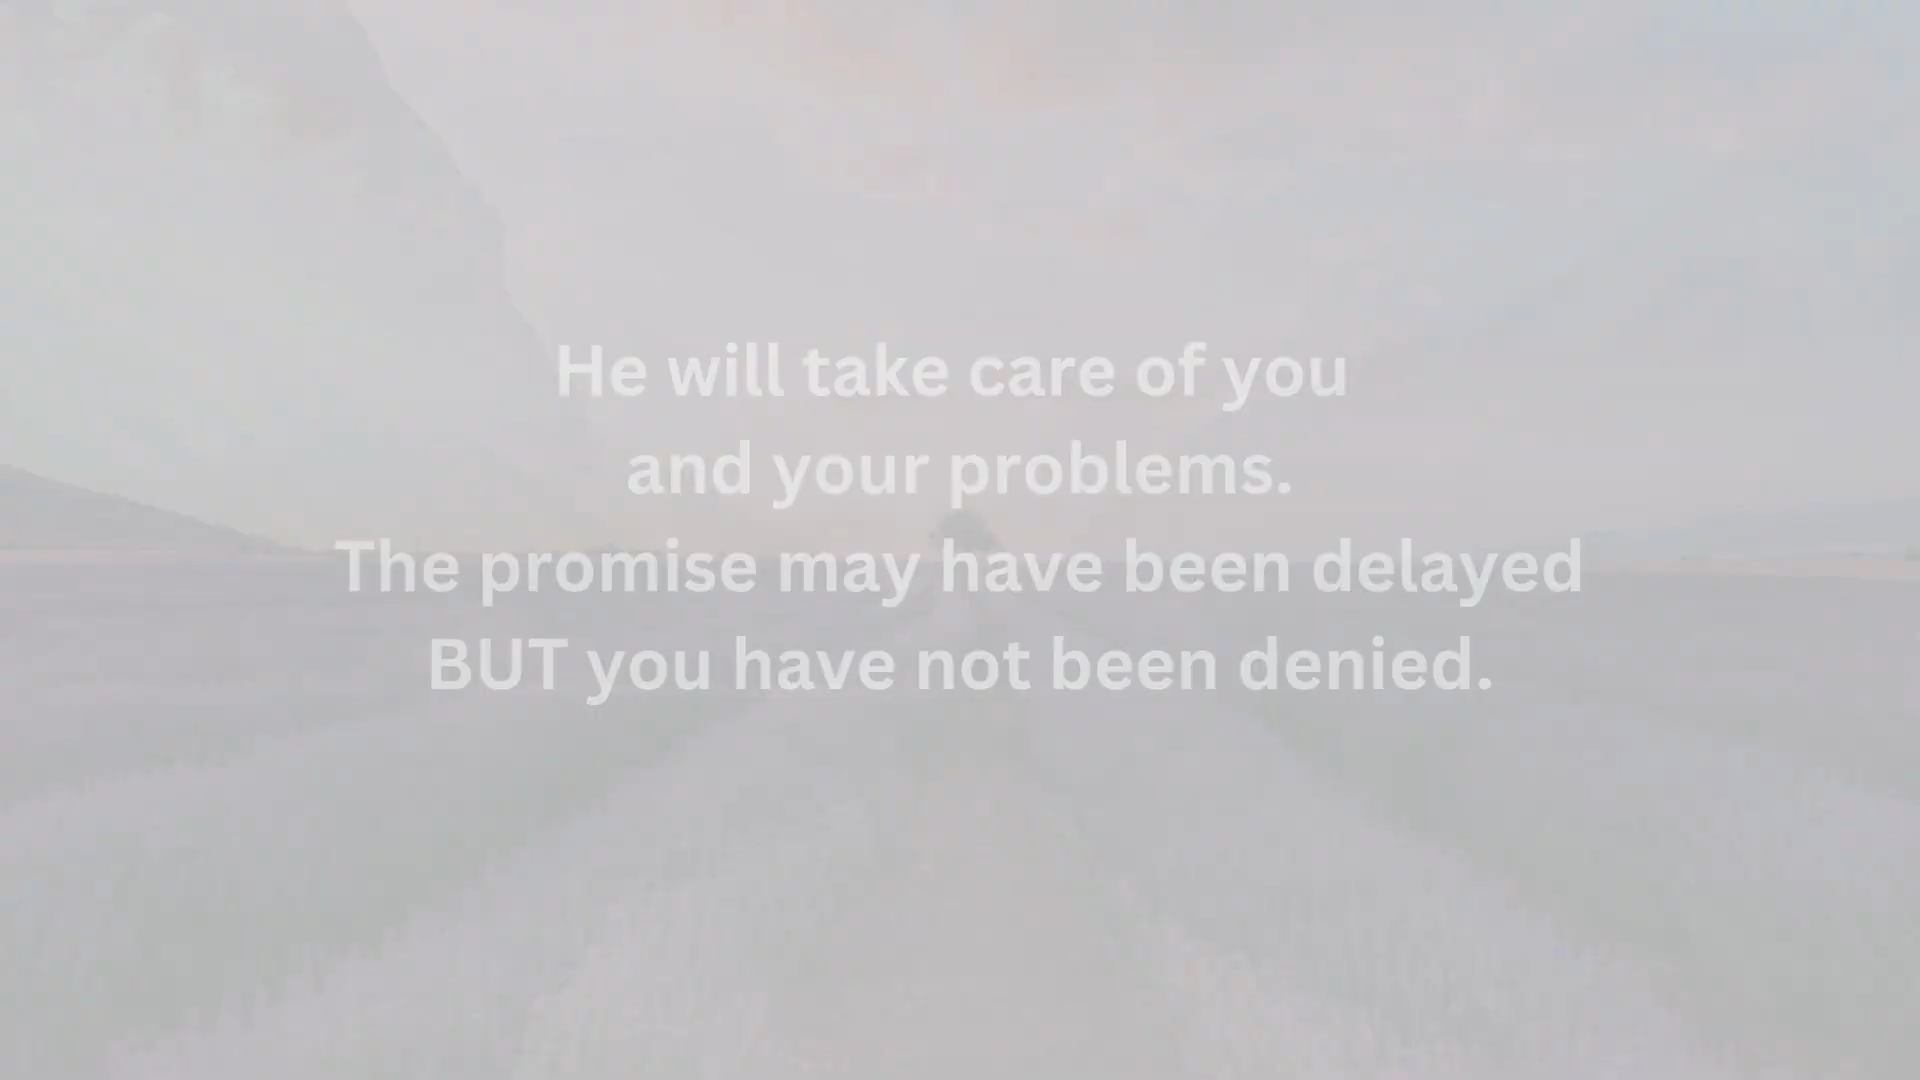 He will take care of you
and your problems.
The promise may have been delayed
BUT you have not been denied.